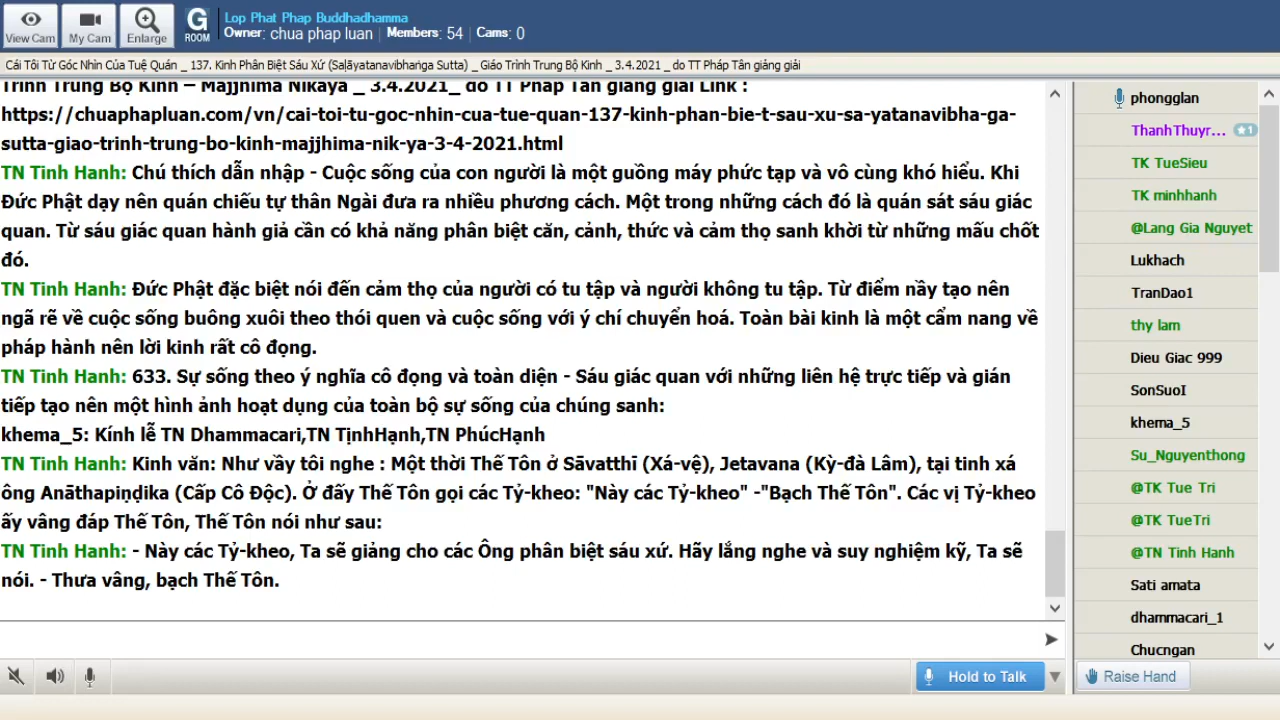 View Cam
My Cam
Enlarge
G
ROOM
Lop Phat Phap Buddhadhamma
Owner: chua phap luan Members: 54 Cams: 0
Cái Tôi Từ Góc Nhìn Của Tuệ Quán _ 137. Kinh Phân Biệt Sáu Xứ (Saḷāyatanavibhaṅga Sutta) _ Giáo Trình Trung Bộ Kinh _ 3.4.2021 _ do TT Pháp Tân giảng giải
Trình Trung Bộ Kinh – Majjhima Nikāya _ 3.4.2021_ do TT Pháp Tân giảng giải Link :
https://chuaphapluan.com/vn/cai-toi-tu-goc-nhin-cua-tue-quan-137-kinh-phan-bie-t-sau-xu-sa-yatanavibha-ga-
sutta-giao-trinh-trung-bo-kinh-majjhima-nik-ya-3-4-2021.html
TN Tinh Hanh: Chú thích dẫn nhập - Cuộc sống của con người là một guồng máy phức tạp và vô cùng khó hiểu. Khi
Đức Phật dạy nên quán chiếu tự thân Ngài đưa ra nhiều phương cách. Một trong những cách đó là quán sát sáu giác
quan. Từ sáu giác quan hành giả cần có khả năng phân biệt căn, cảnh, thức và cảm thọ sanh khời từ những mấu chốt
đó.
TN Tinh Hanh: Đức Phật đặc biệt nói đến cảm thọ của người có tu tập và người không tu tập. Từ điểm nầy tạo nên
ngã rẽ về cuộc sống buông xuôi theo thói quen và cuộc sống với ý chí chuyển hoá. Toàn bài kinh là một cẩm nang về
pháp hành nên lời kinh rất cô đọng.
TN Tinh Hanh: 633. Sự sống theo ý nghĩa cô đọng và toàn diện - Sáu giác quan với những liên hệ trực tiếp và gián
tiếp tạo nên một hình ảnh hoạt dụng của toàn bộ sự sống của chúng sanh:
khema_5: Kính lễ TN Dhammacari,TN TịnhHạnh,TN PhúcHạnh
TN Tinh Hanh: Kinh văn: Như vầy tôi nghe : Một thời Thế Tôn ở Sāvatthī (Xá-vệ), Jetavana (Kỳ-đà Lâm), tại tinh xá
ông Anāthapiṇḍika (Cấp Cô Độc). Ở đấy Thế Tôn gọi các Tỷ-kheo: "Này các Tỷ-kheo" -"Bạch Thế Tôn". Các vị Tỷ-kheo
ấy vâng đáp Thế Tôn, Thế Tôn nói như sau:
TN Tinh Hanh: - Này các Tỷ-kheo, Ta sẽ giảng cho các Ông phân biệt sáu xứ. Hãy lắng nghe và suy nghiệm kỹ, Ta sẽ
nói. - Thưa vâng, bạch Thế Tôn.
phongglan
ThanhThuyr... ★1
TK TueSieu
TK minhhanh
@Lang Gia Nguyet
Lukhach
TranDao1
thy lam
Dieu Giac 999
SonSuoI
khema_5
Su_Nguyenthong
@TK Tue Tri
@TK TueTri
@TN Tinh Hanh
Sati amata
dhammacari_1
Chucngan
Hold to Talk
Raise Hand